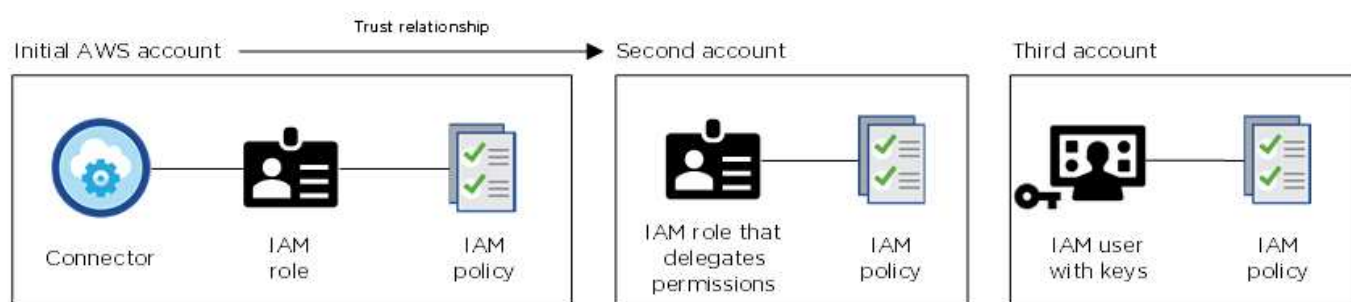 Trust relationship
Initial AWS account
Second account
Third account
Connector
IAM
role
IAM
policy
IAM role that
delegates
permissions
IAM
policy
IAM user
with keys
IAM
policy